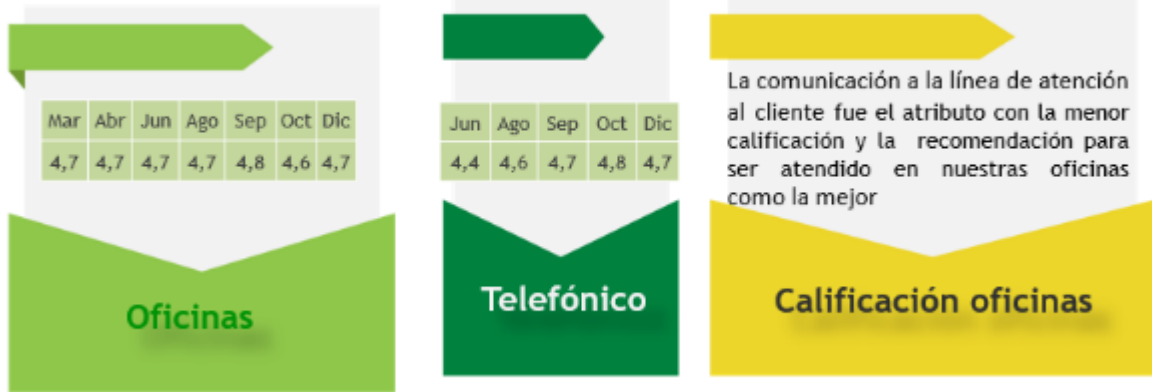 Mar Abr Jun Ago Sep Oct Dic
4,7 4,7 4,7 4,7 4,8 4,6 4,7
Oficinas
Jun Ago Sep Oct Dic
4,4 4,6 4,7 4,8 4,7
Telefónico
La comunicación a la línea de atención
al cliente fue el atributo con la menor
calificación y la recomendación para
ser atendido en nuestras oficinas
como la mejor
Calificación oficinas